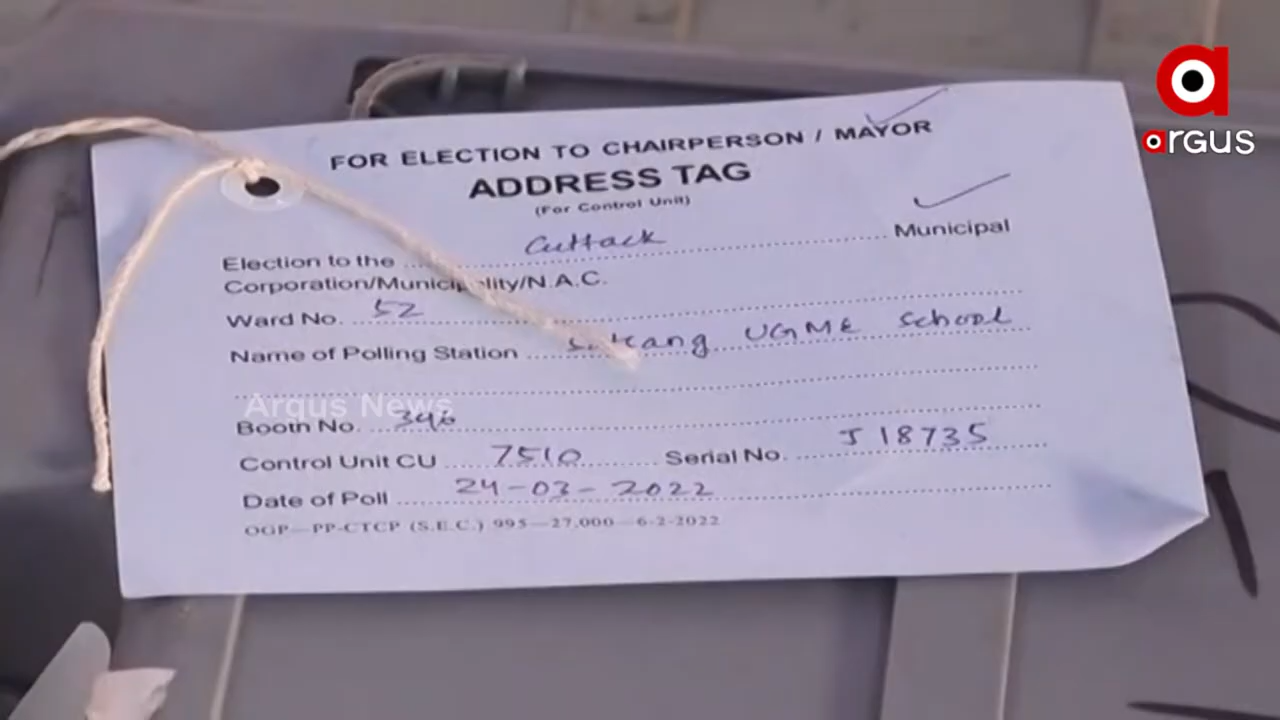 argus
FOR ELECTION TO CHAIRPERSON / MAYOR
ADDRESS TAG
(For Control Unit)
Election to the Cuttack Municipal
Corporation/Municipality/N.A.C.
Ward No. 52
Name of Polling Station UGME School
Argus News
Booth No. 346
Control Unit CU 7510 Serial No. J 18735
Date of Poll 24-03-2022
OGP—PP-CTCP (S.E.C.) 995—27,000—6-2-2022